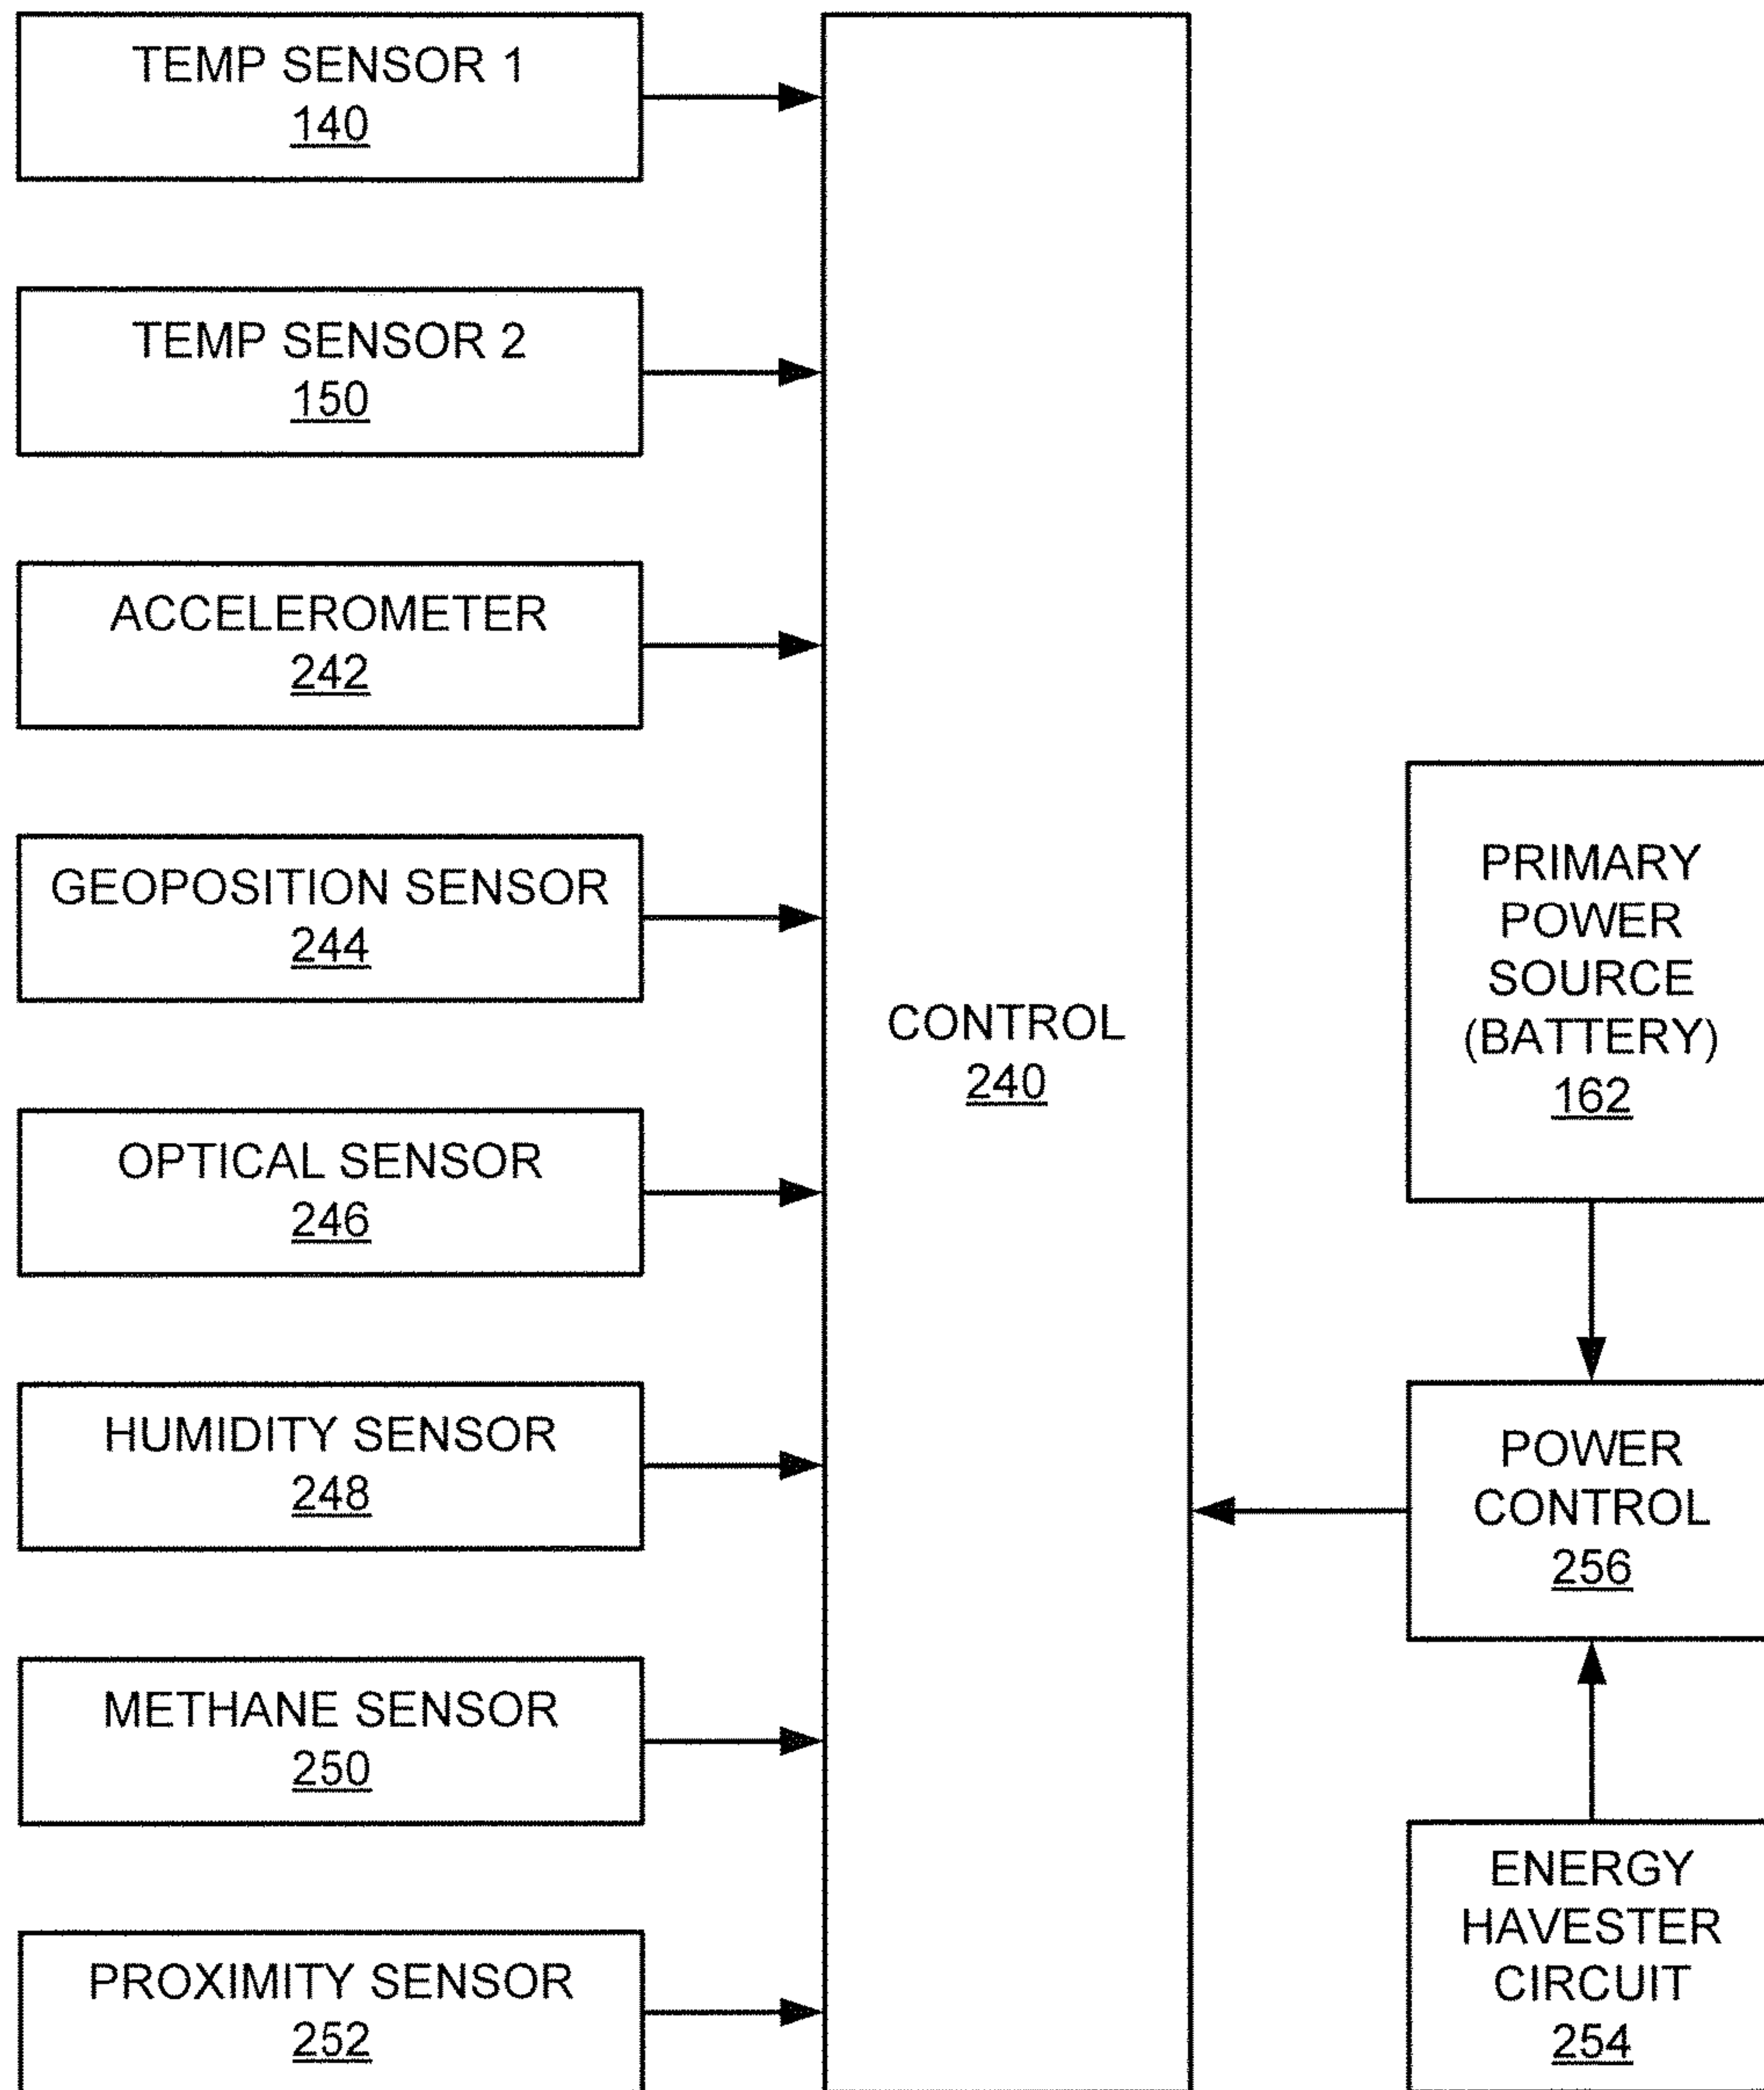 TEMP SENSOR 1
140
TEMP SENSOR 2
150
ACCELEROMETER
242
GEOPOSITION SENSOR
244
OPTICAL SENSOR
246
HUMIDITY SENSOR
248
METHANE SENSOR
250
PROXIMITY SENSOR
252
CONTROL
240
PRIMARY
POWER
SOURCE
(BATTERY)
162
POWER
CONTROL
256
ENERGY
HAVESTER
CIRCUIT
254